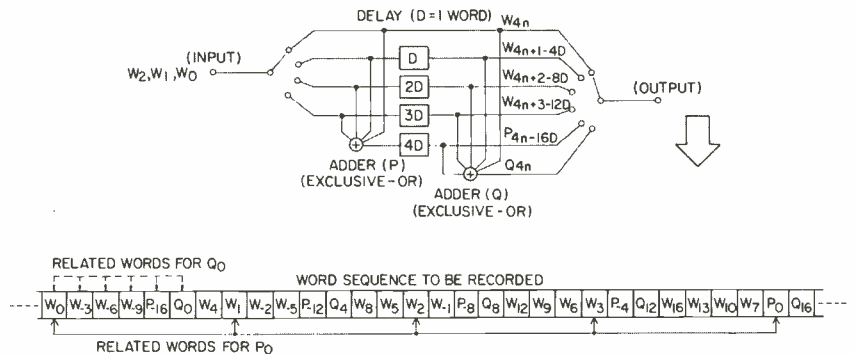 DELAY (D=1 WORD)
W4n
(INPUT)
W2,W1,W0
D
W4n+1-4D
2D
W4n+2-8D
(OUTPUT)
3D
W4n+3-12D
4D
P4n-16D
ADDER (P)
(EXCLUSIVE-OR)
Q4n
ADDER (Q)
(EXCLUSIVE-OR)
RELATED WORDS FOR Q0
WORD SEQUENCE TO BE RECORDED
W0 W-3 W-6 W-9 P-16 Q0 W4 W1 W-2 W-5 P-12 Q4 W8 W5 W2 W-1 P-8 Q8 W12 W9 W6 W3 P-4 Q12 W16 W13 W10 W7 P0 Q16
RELATED WORDS FOR P0